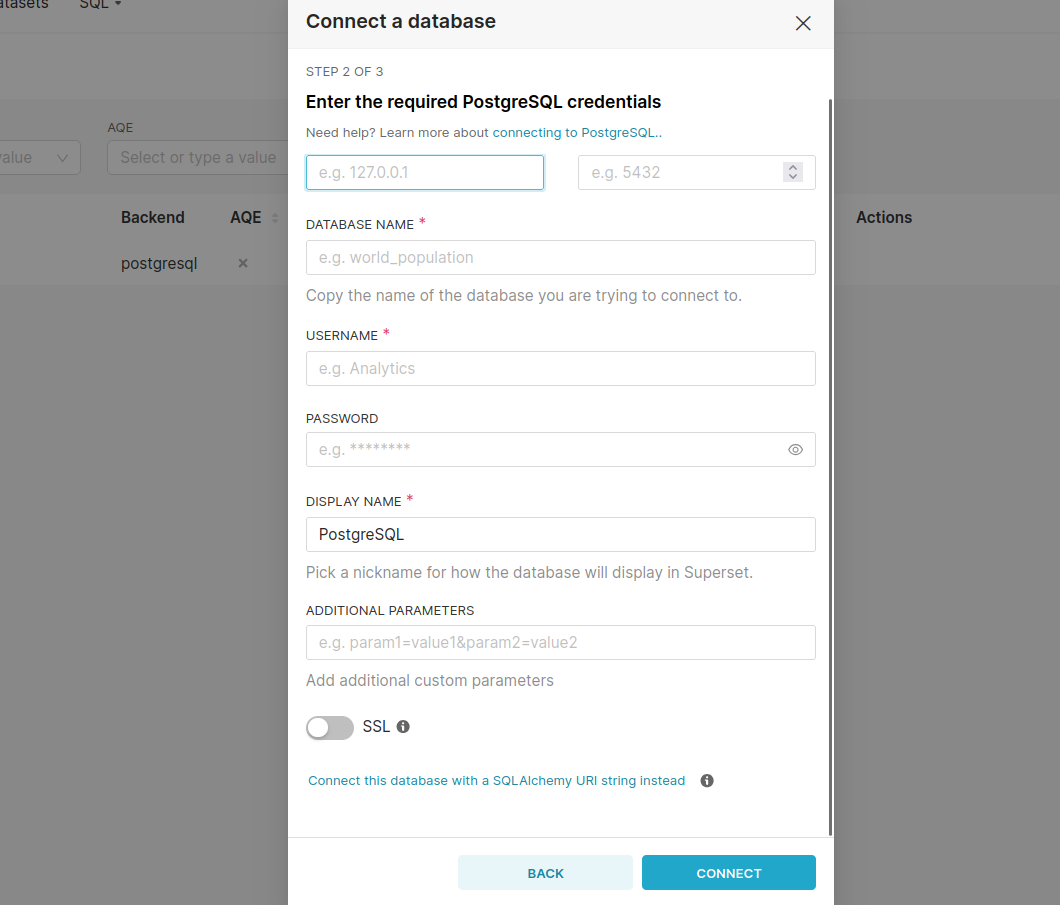 SQL
Connect a database
STEP 2 OF 3
Enter the required PostgreSQL credentials
Need help? Learn more about connecting to PostgreSQL..
AQE
Select or type a value
e.g. 127.0.0.1
e.g. 5432
Backend
AQE
Actions
DATABASE NAME *
postgresql
e.g. world_population
Copy the name of the database you are trying to connect to.
USERNAME *
e.g. Analytics
PASSWORD
e.g. ********
DISPLAY NAME *
PostgreSQL
Pick a nickname for how the database will display in Superset.
ADDITIONAL PARAMETERS
e.g. param1=value1&param2=value2
Add additional custom parameters
SSL
Connect this database with a SQLAlchemy URI string instead
BACK
CONNECT